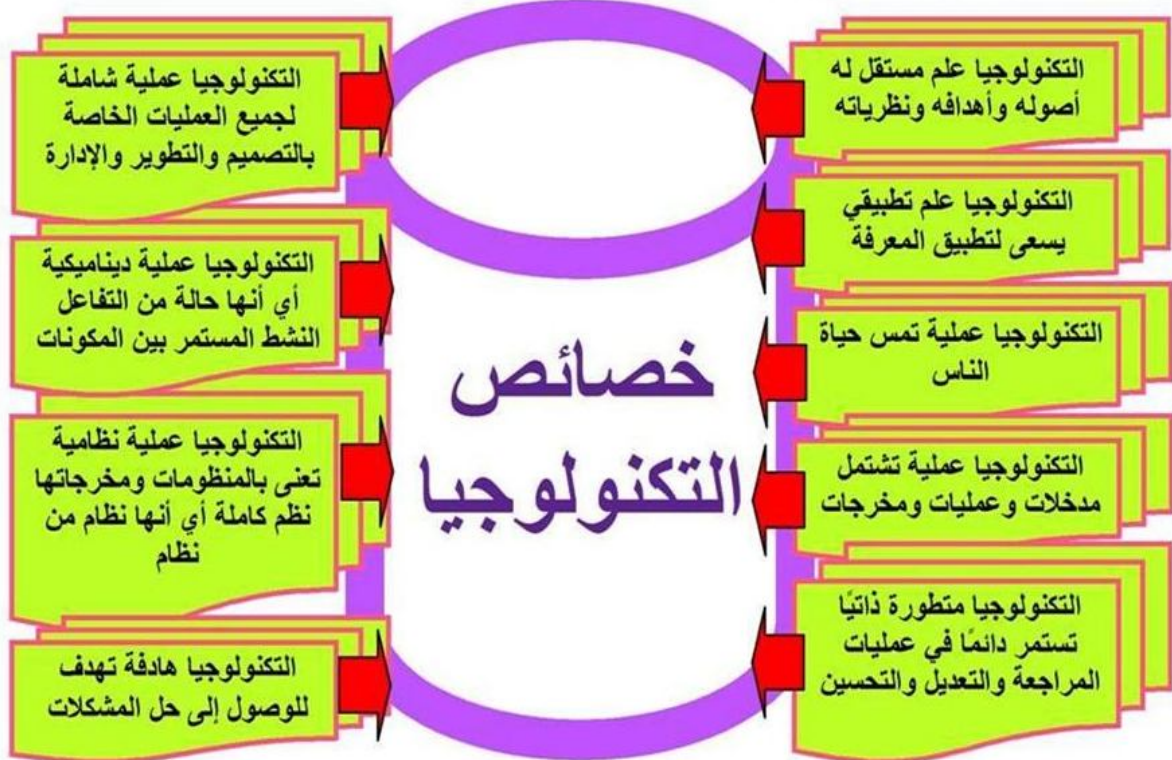 خصائص
التكنولوجيا
التكنولوجيا علم مستقل له
أصوله وأهدافه ونظرياته
التكنولوجيا علم تطبيقي
يسعى لتطبيق المعرفة
التكنولوجيا عملية تمس حياة
الناس
التكنولوجيا عملية تشتمل
مدخلات وعمليات ومخرجات
التكنولوجيا متطورة ذاتيًا
تستمر دائمًا في عمليات
المراجعة والتعديل والتحسين
التكنولوجيا عملية شاملة
لجميع العمليات الخاصة
بالتصميم والتطوير والإدارة
التكنولوجيا عملية ديناميكية
أي أنها حالة من التفاعل
النشط المستمر بين المكونات
التكنولوجيا عملية نظامية
تعنى بالمنظومات ومخرجاتها
نظم كاملة أي أنها نظام من
نظام
التكنولوجيا هادفة تهدف
للوصول إلى حل المشكلات